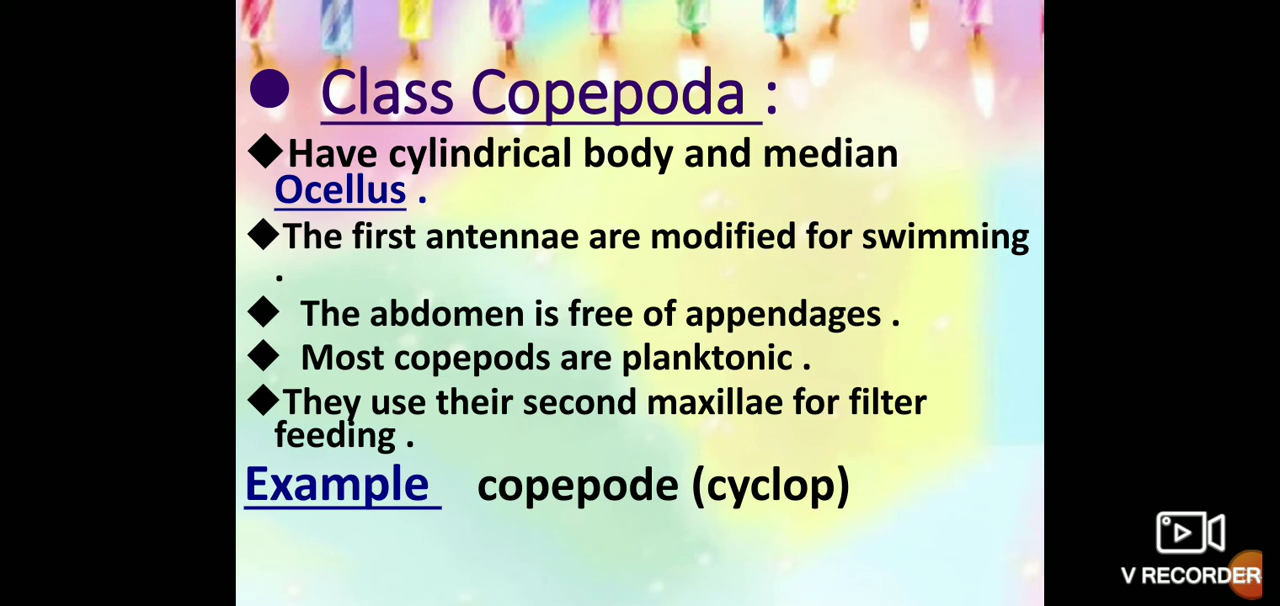 ● Class Copepoda :
◆Have cylindrical body and median
Ocellus .
◆The first antennae are modified for swimming
.
◆ The abdomen is free of appendages .
◆ Most copepods are planktonic .
◆They use their second maxillae for filter
feeding .
Example copepode (cyclop)
V RECORDER